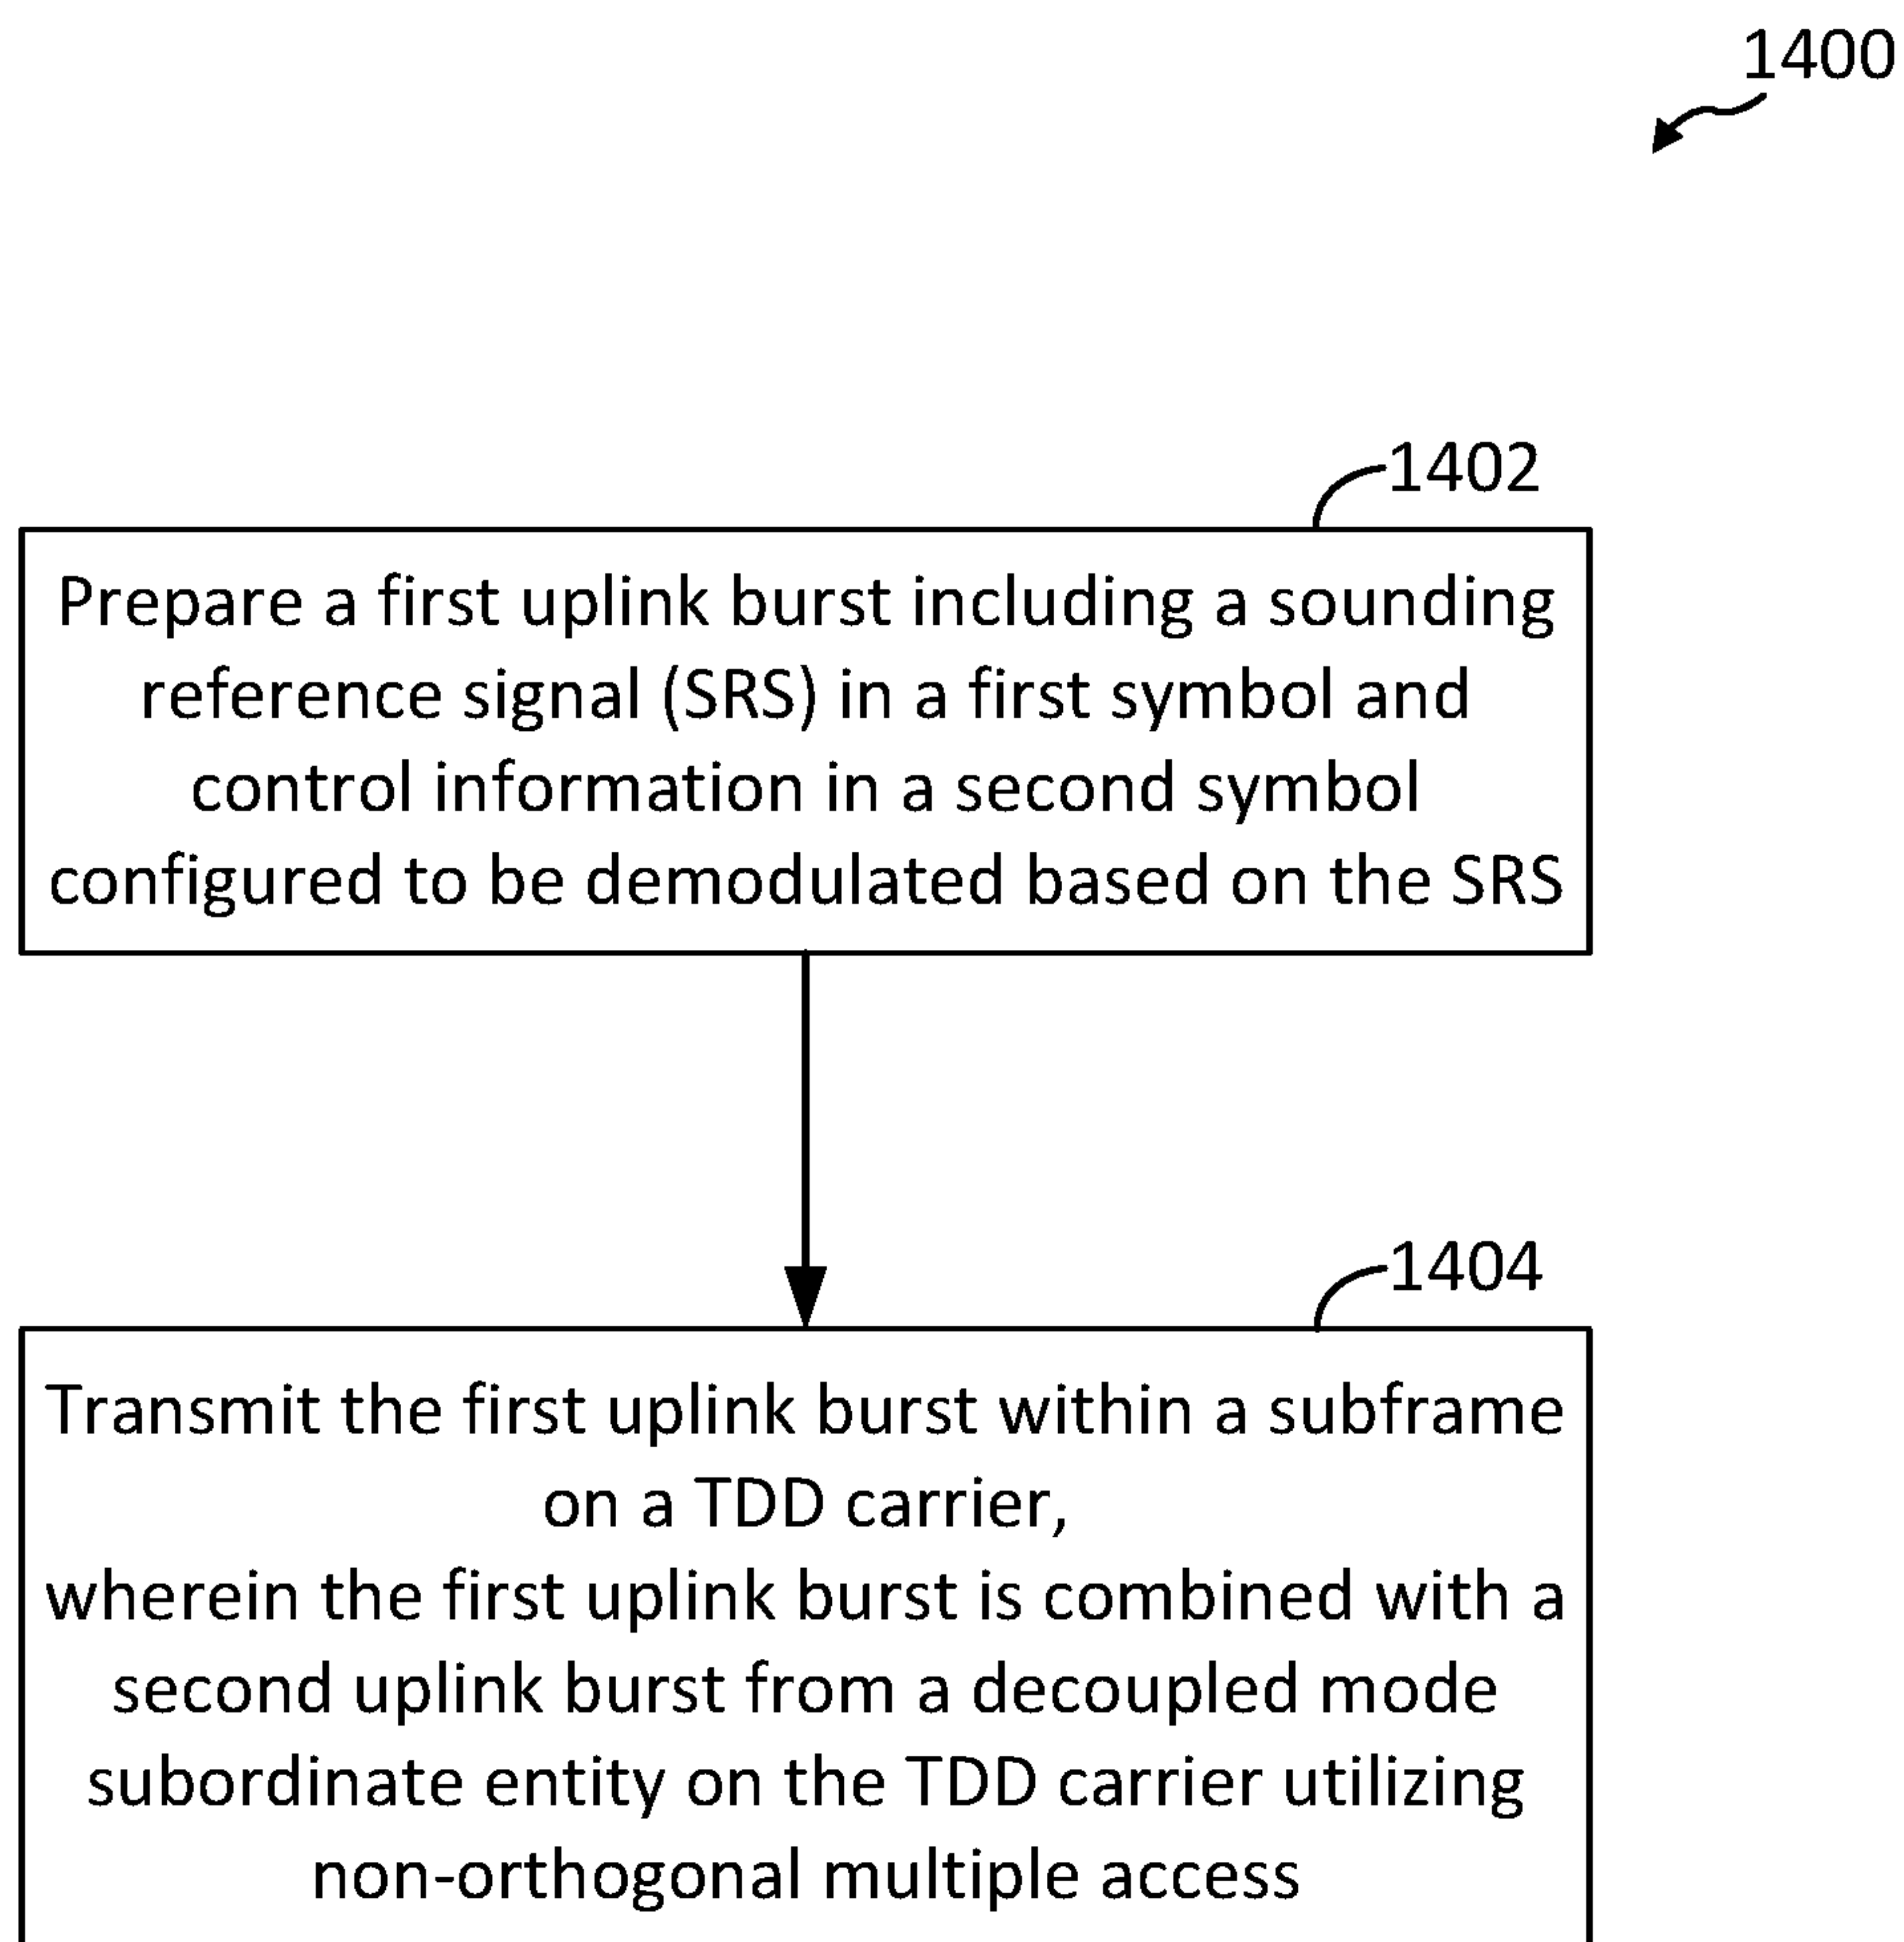 1400
1402
Prepare a first uplink burst including a sounding
reference signal (SRS) in a first symbol and
control information in a second symbol
configured to be demodulated based on the SRS
1404
Transmit the first uplink burst within a subframe
on a TDD carrier,
wherein the first uplink burst is combined with a
second uplink burst from a decoupled mode
subordinate entity on the TDD carrier utilizing
non-orthogonal multiple access